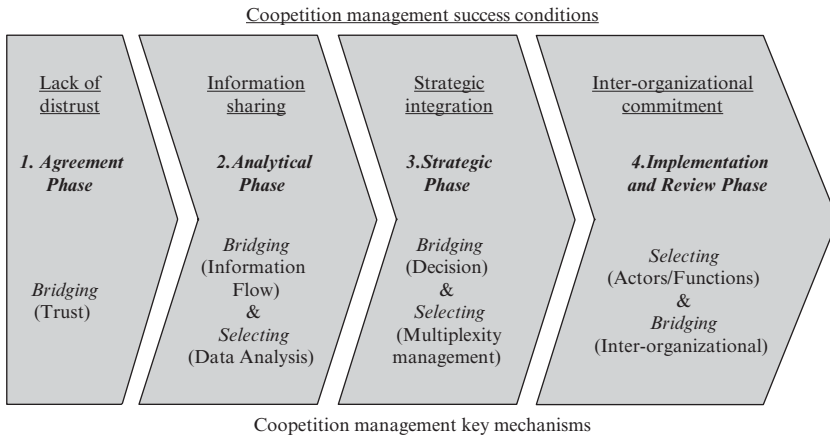 Coopetition management success conditions
Lack of
distrust
1. Agreement
Phase
Bridging
(Trust)
Information
sharing
2.Analytical
Phase
Bridging
(Information
Flow)
&
Selecting
(Data Analysis)
Strategic
integration
3.Strategic
Phase
Bridging
(Decision)
&
Selecting
(Multiplexity
management)
Inter-organizational
commitment
4.Implementation
and Review Phase
Selecting
(Actors/Functions)
&
Bridging
(Inter-organizational)
Coopetition management key mechanisms